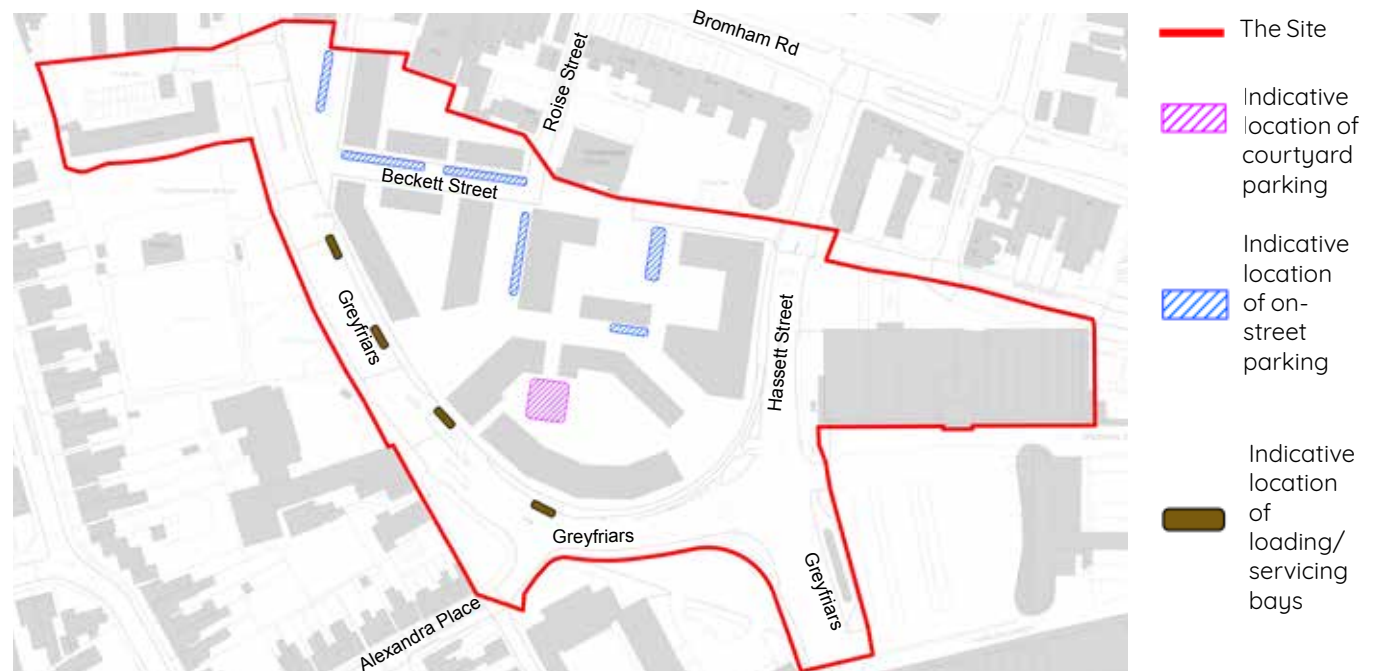 Bromham Rd
Roise Street
Beckett Street
Greyfriars
Hassett Street
Greyfriars
Greyfriars
Alexandra Place
The Site
Indicative
location of
courtyard
parking
Indicative
location
of on-
street
parking
Indicative
location
of
loading/
servicing
bays